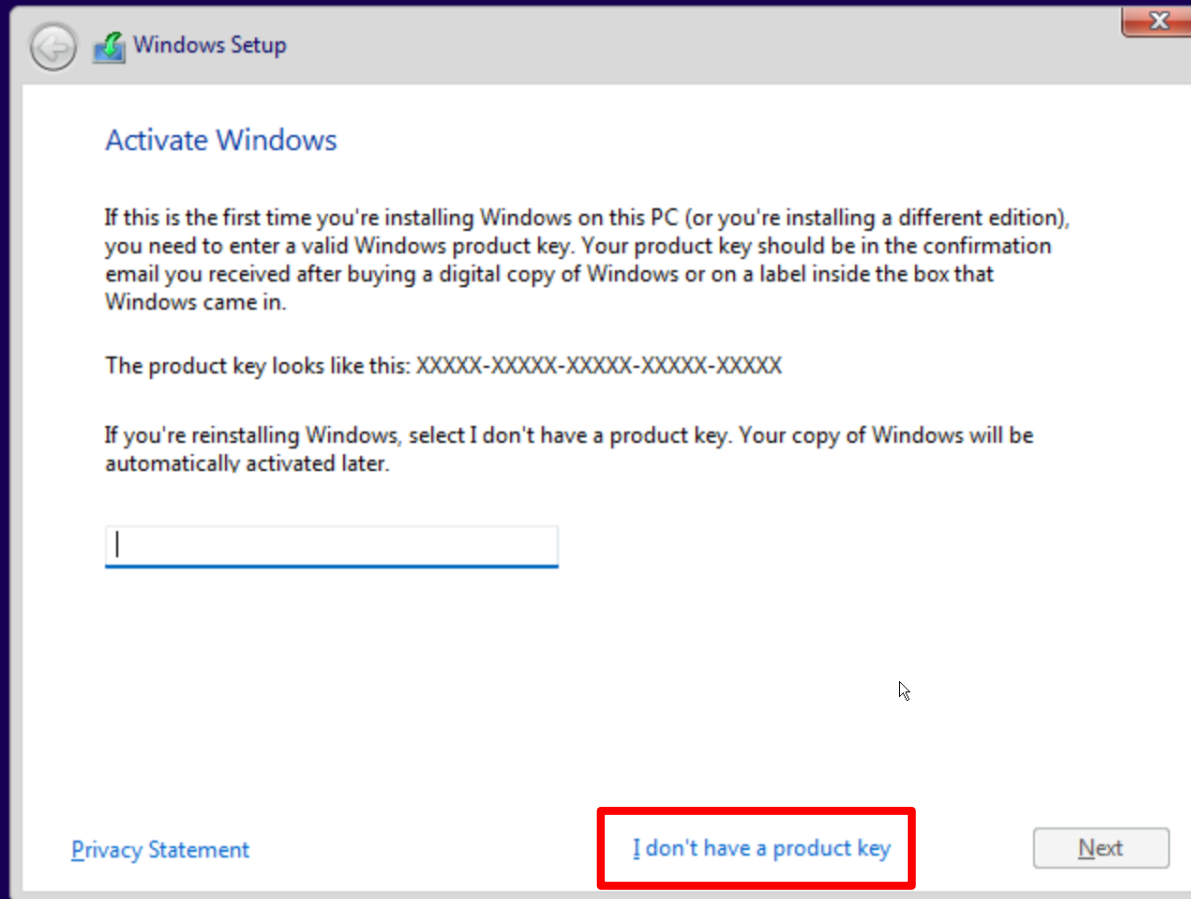 Windows Setup
Activate Windows
If this is the first time you're installing Windows on this PC (or you're installing a different edition),
you need to enter a valid Windows product key. Your product key should be in the confirmation
email you received after buying a digital copy of Windows or on a label inside the box that
Windows came in.
The product key looks like this: XXXXX-XXXXX-XXXXX-XXXXX-XXXXX
If you're reinstalling Windows, select I don't have a product key. Your copy of Windows will be
automatically activated later.
Privacy Statement
I don't have a product key
Next